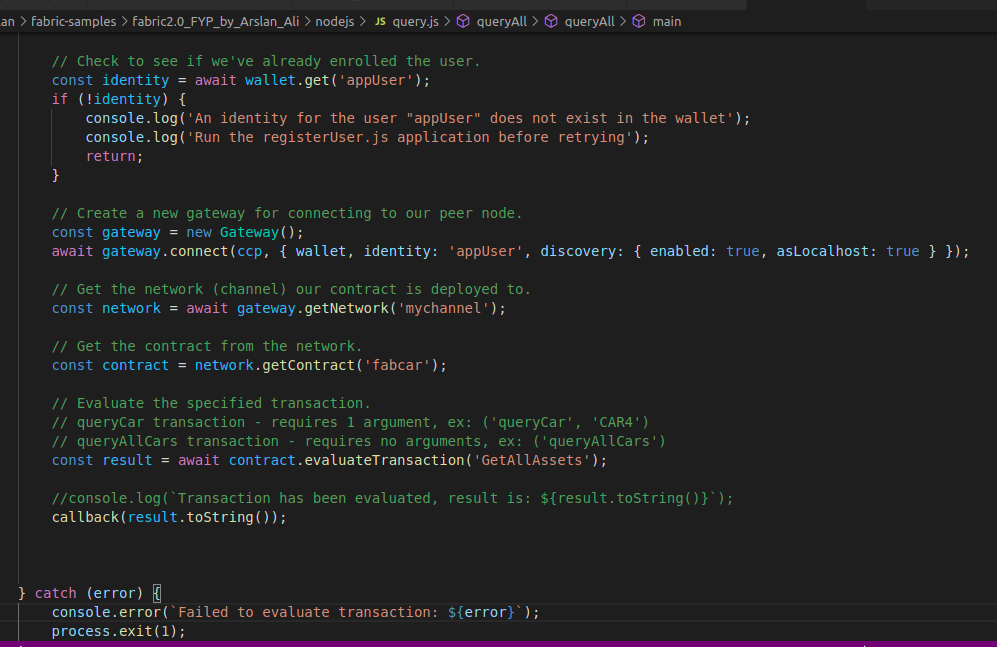 an > fabric-samples > fabric2.0_FYP_by_Arslan_Ali > nodejs > JS query.js > queryAll > queryAll > main
// Check to see if we've already enrolled the user.
const identity = await wallet.get('appUser');
if (!identity) {
console.log('An identity for the user "appUser" does not exist in the wallet');
console.log('Run the registerUser.js application before retrying');
return;
}
// Create a new gateway for connecting to our peer node.
const gateway = new Gateway();
await gateway.connect(ccp, { wallet, identity: 'appUser', discovery: { enabled: true, asLocalhost: true } });
// Get the network (channel) our contract is deployed to.
const network = await gateway.getNetwork('mychannel');
// Get the contract from the network.
const contract = network.getContract('fabcar');
// Evaluate the specified transaction.
// queryCar transaction - requires 1 argument, ex: ('queryCar', 'CAR4')
// queryAllCars transaction - requires no arguments, ex: ('queryAllCars')
const result = await contract.evaluateTransaction('GetAllAssets');
//console.log(`Transaction has been evaluated, result is: ${result.toString()}`);
callback(result.toString());
} catch (error) {
console.error(`Failed to evaluate transaction: ${error}`);
process.exit(1);